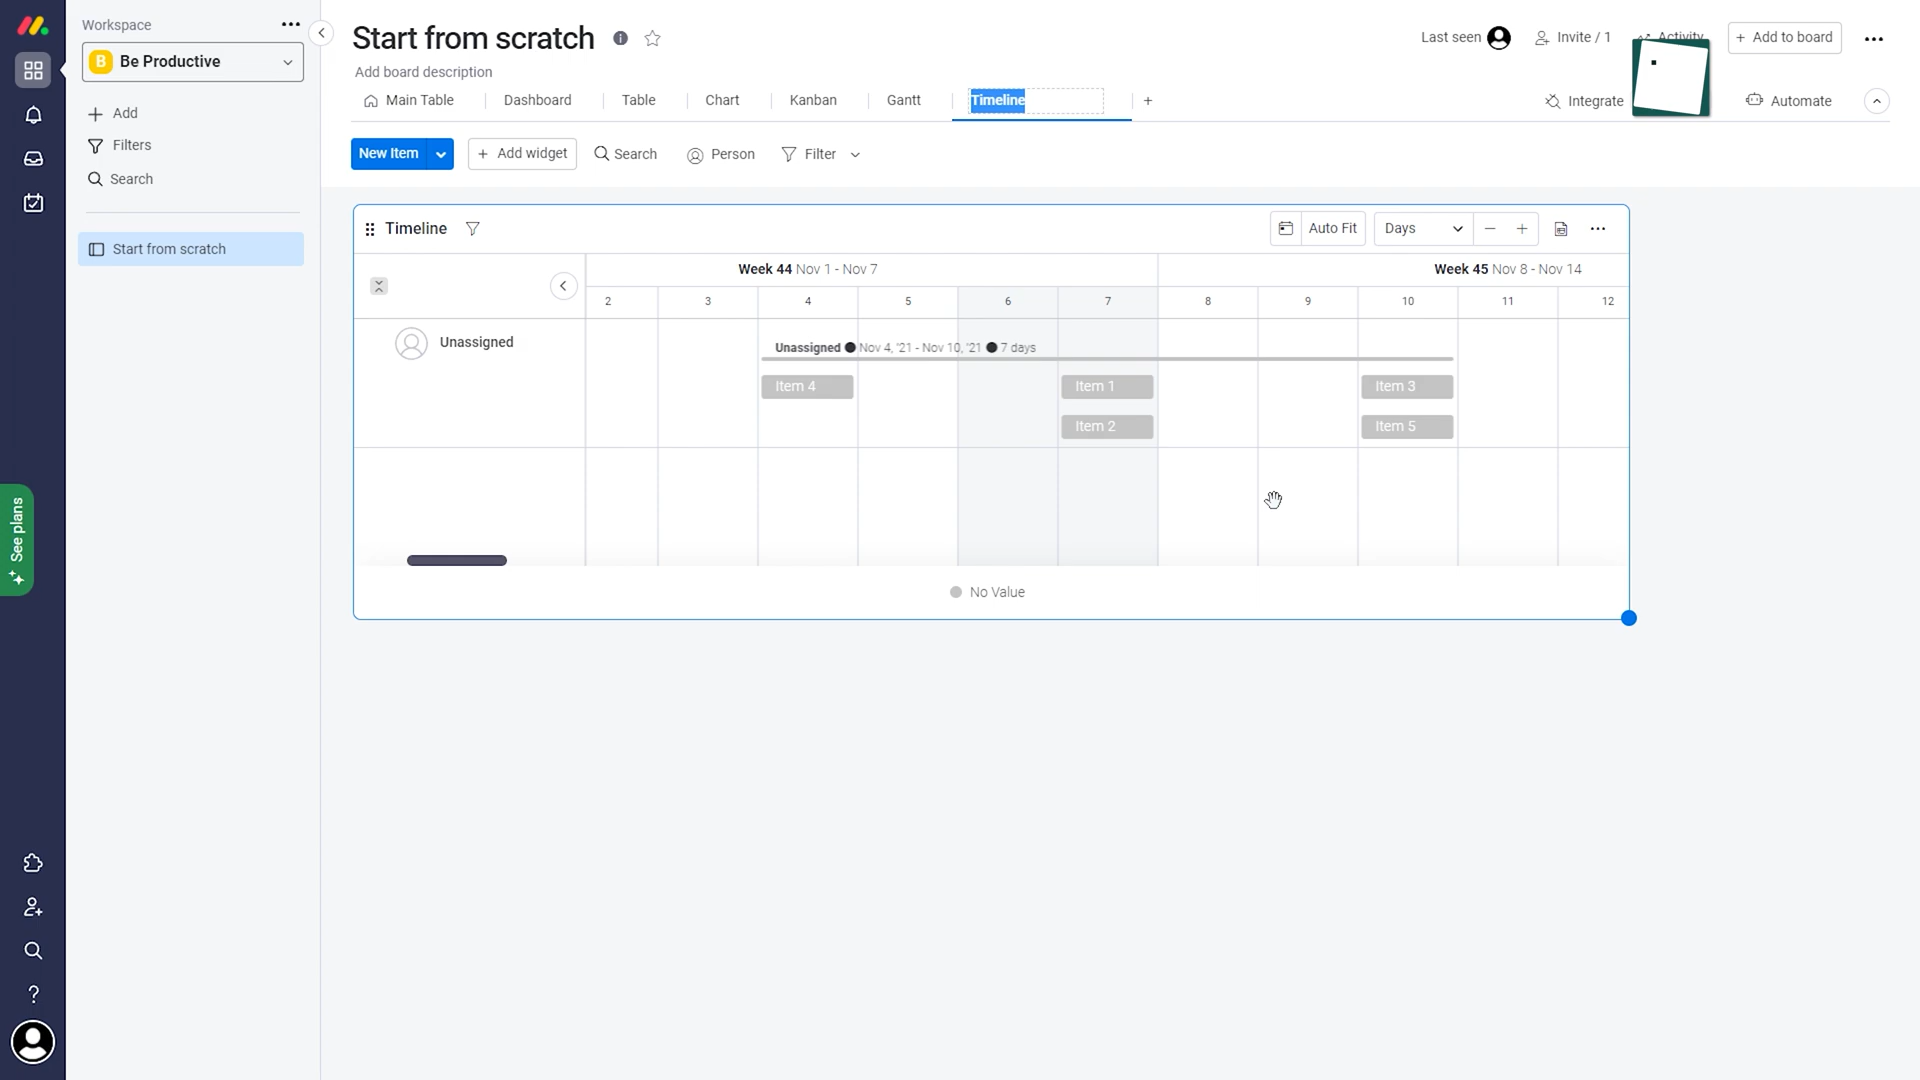 Workspace
B Be Productive
Add
Filters
Search
Start from scratch
See plans
Start from scratch
Last seen
Invite / 1
Activity
+ Add to board
Add board description
Main Table
Dashboard
Table
Chart
Kanban
Gantt
Timeline
+
Integrate
Automate
New Item
+ Add widget
Search
Person
Filter
Timeline
Auto Fit
Days
Week 44 Nov 1 - Nov 7
Week 45 Nov 8 - Nov 14
2 3 4 5 6 7 8 9 10 11 12
Unassigned
Unassigned ● Nov 4, '21 - Nov 10, '21 ● 7 days
Item 4
Item 1
Item 3
Item 2
Item 5
No Value